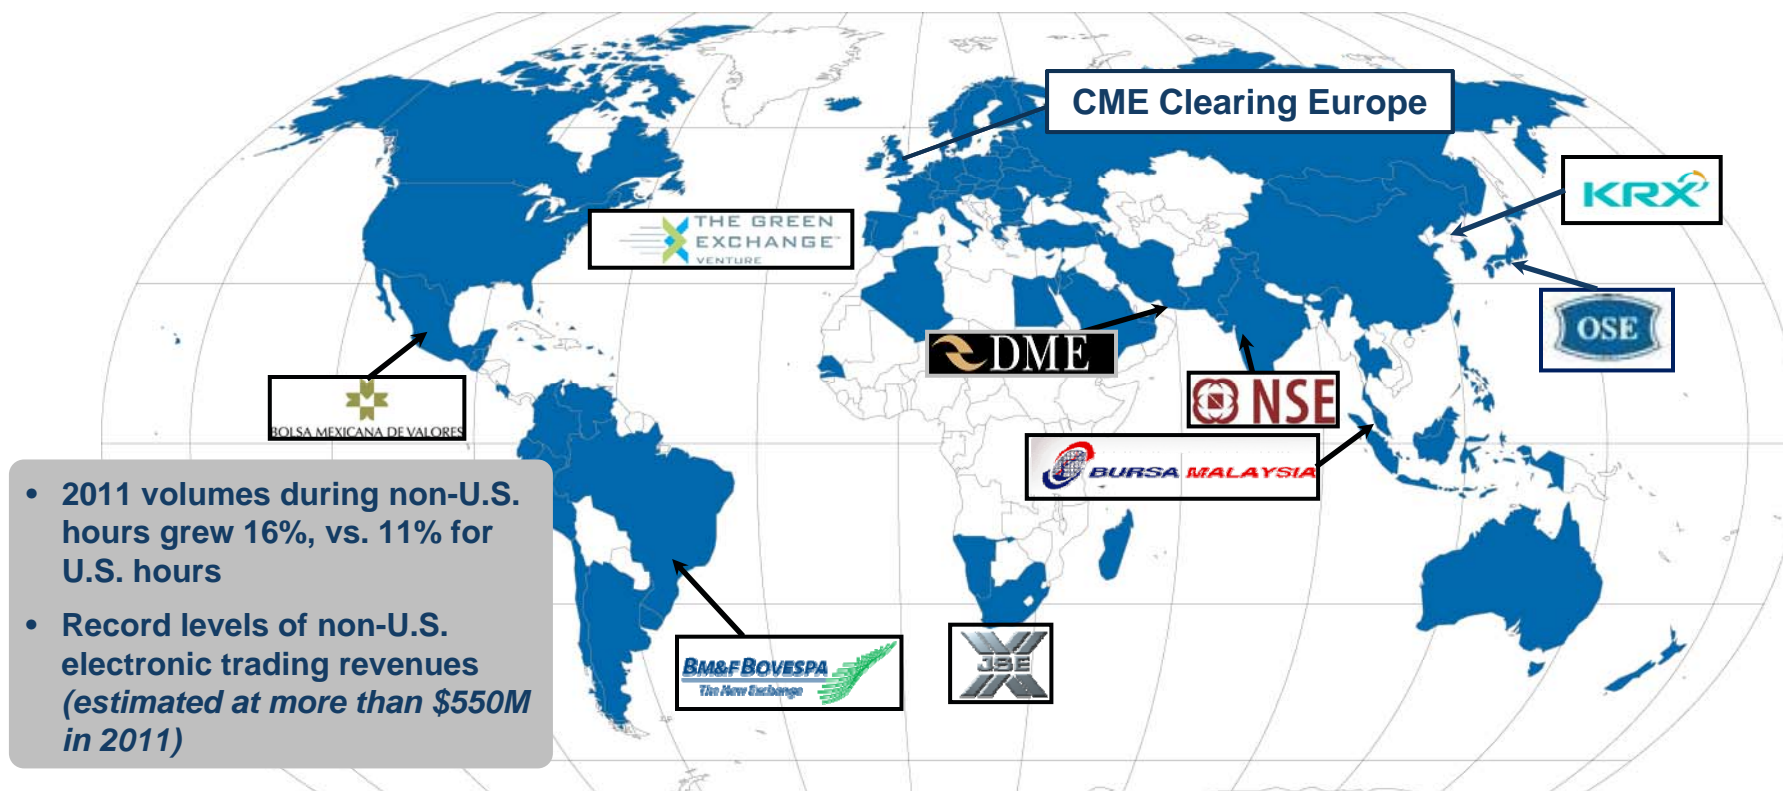 CME Clearing Europe
KRX
THE GREEN
EXCHANGE™
VENTURE
OSE
DME
NSE
BOLSA MEXICANA DE VALORES
BURSA MALAYSIA
• 2011 volumes during non-U.S.
hours grew 16%, vs. 11% for
U.S. hours
• Record levels of non-U.S.
electronic trading revenues
(estimated at more than $550M
in 2011)
BM&F BOVESPA
The New Exchange
JSE